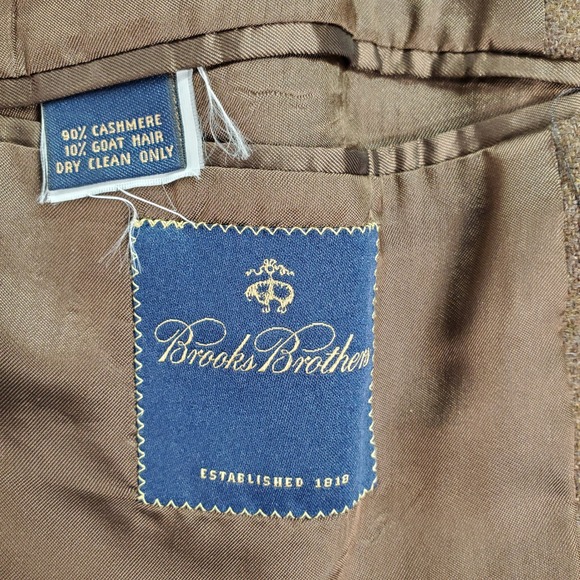 90% CASHMERE
10% GOAT HAIR
DRY CLEAN ONLY
Brooks Brothers
ESTABLISHED 1818